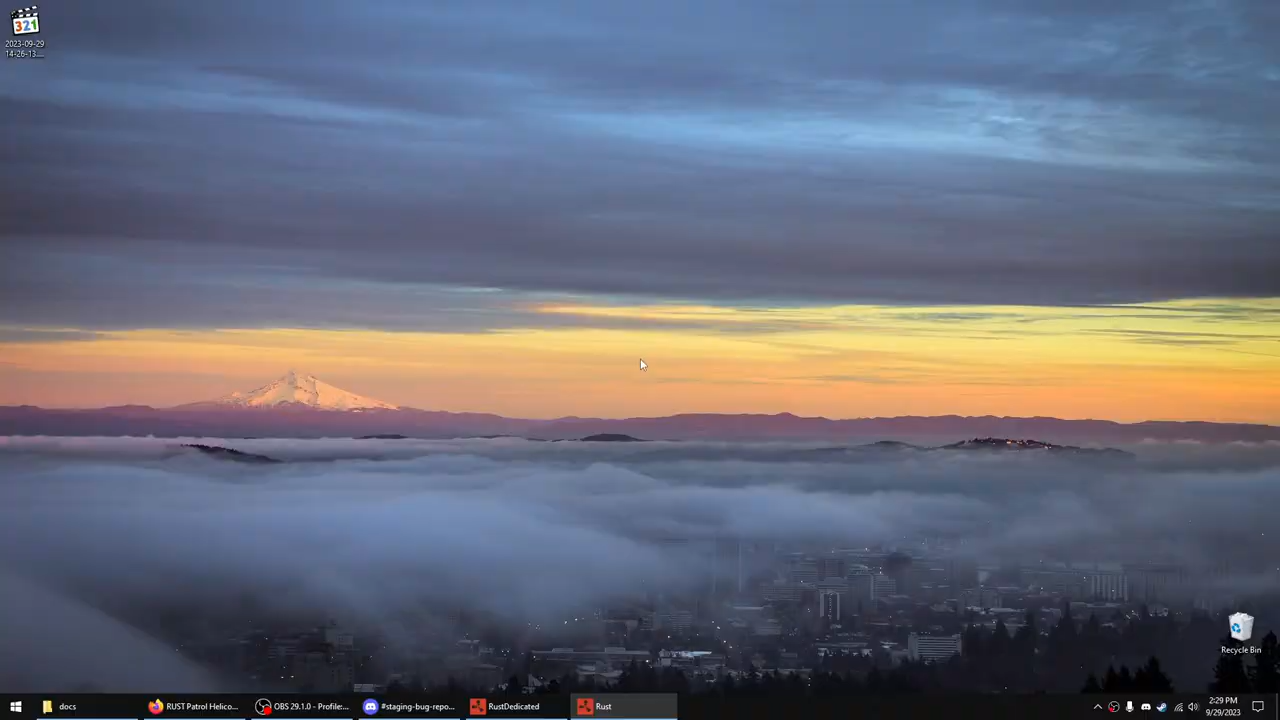 321
2023-09-29
14-26-13....
Recycle Bin
docs
RUST Patrol Helico...
OBS 29.1.0 - Profile:...
#staging-bug-repo...
RustDedicated
Rust
2:29 PM
9/29/2023